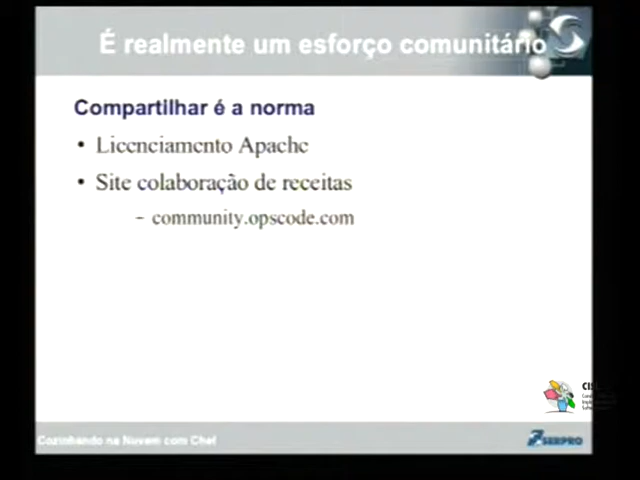 É realmente um esforço comunitário
Compartilhar é a norma
• Licenciamento Apache
• Site colaboração de receitas
– community.opscode.com
Cozinhando na Nuvem com Chef
SERPRO